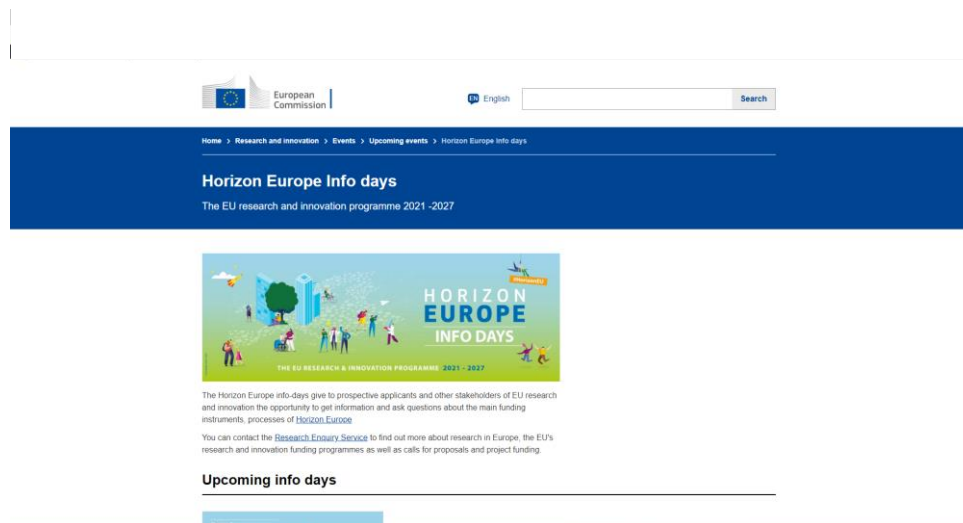 European
Commission
EN English
Search
Home > Research and innovation > Events > Upcoming events > Horizon Europe Info days
Horizon Europe Info days
The EU research and innovation programme 2021 -2027
#HorizonEU
HORIZON
EUROPE
INFO DAYS
THE EU RESEARCH & INNOVATION PROGRAMME 2021 - 2027
The Horizon Europe info-days give to prospective applicants and other stakeholders of EU research
and innovation the opportunity to get information and ask questions about the main funding
instruments, processes of Horizon Europe
You can contact the Research Enquiry Service to find out more about research in Europe, the EU's
research and innovation funding programmes as well as calls for proposals and project funding.
Upcoming info days